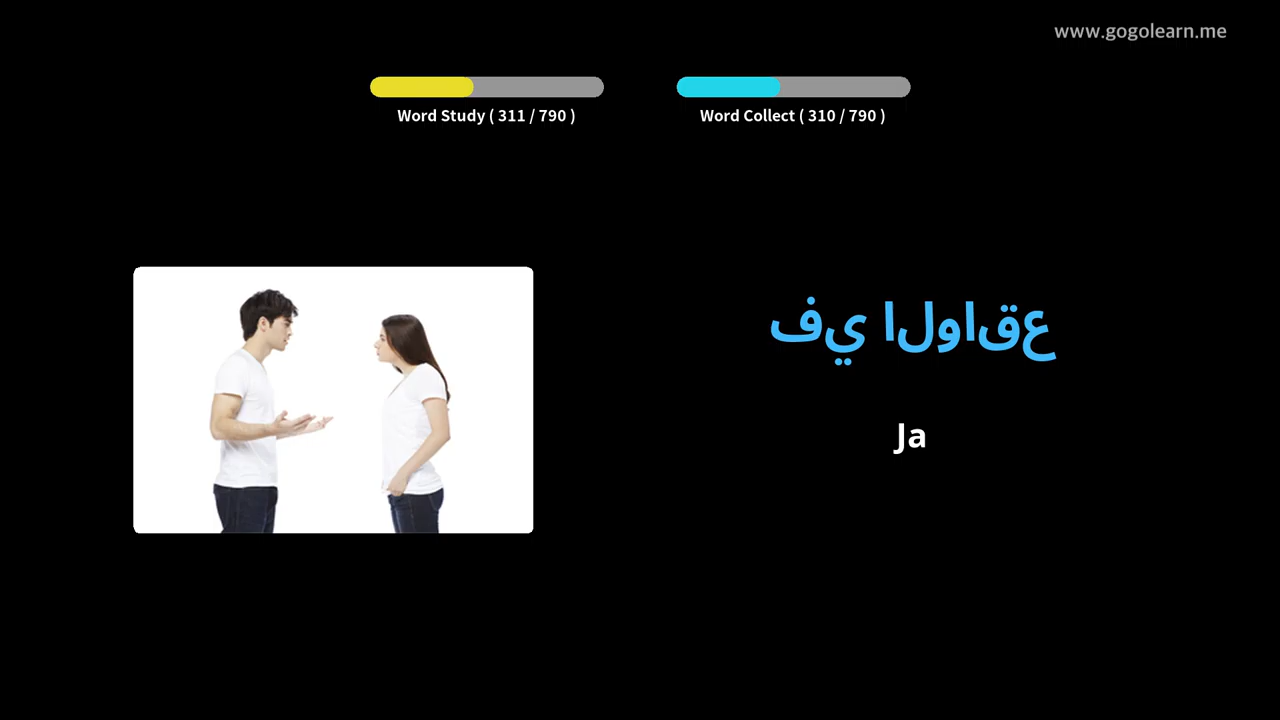 www.gogolearn.me
Word Study ( 311 / 790 )
Word Collect ( 310 / 790 )
في الواقع
Ja